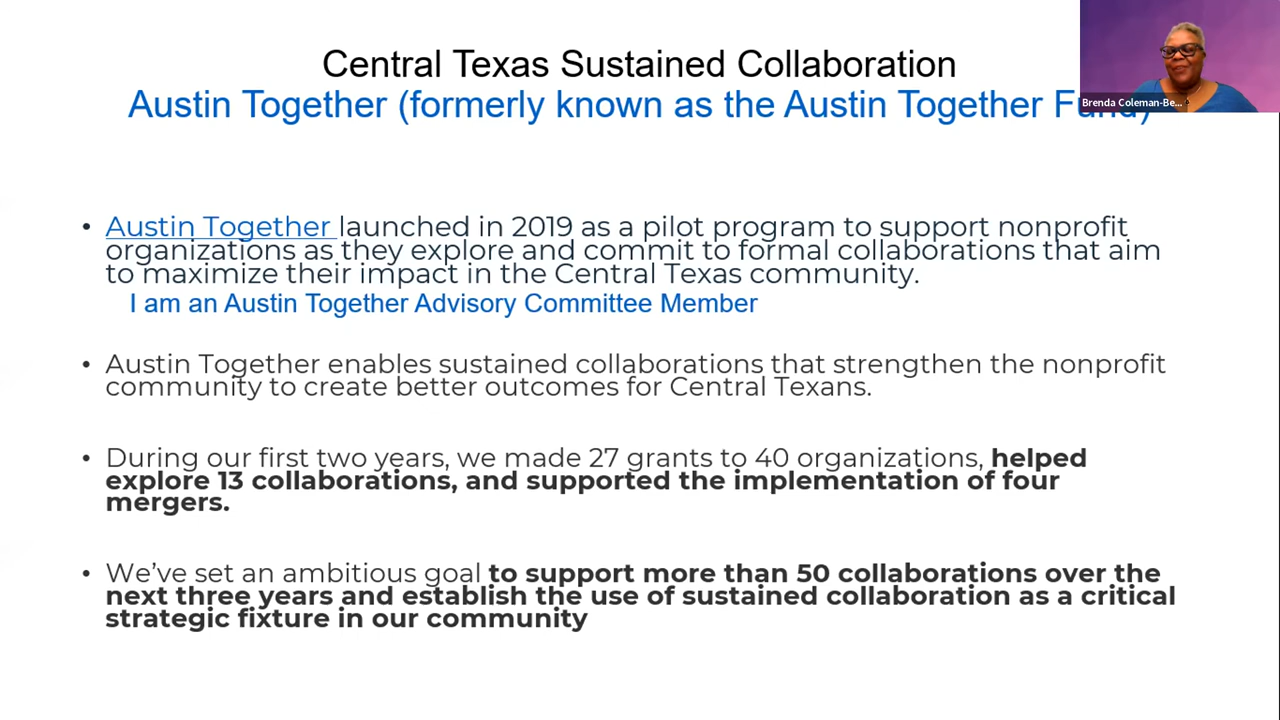 Central Texas Sustained Collaboration
Austin Together (formerly known as the Austin Together Fund)
Brenda Coleman-Be...
• Austin Together launched in 2019 as a pilot program to support nonprofit
organizations as they explore and commit to formal collaborations that aim
to maximize their impact in the Central Texas community.
I am an Austin Together Advisory Committee Member
• Austin Together enables sustained collaborations that strengthen the nonprofit
community to create better outcomes for Central Texans.
• During our first two years, we made 27 grants to 40 organizations, helped
explore 13 collaborations, and supported the implementation of four
mergers.
• We've set an ambitious goal to support more than 50 collaborations over the
next three years and establish the use of sustained collaboration as a critical
strategic fixture in our community